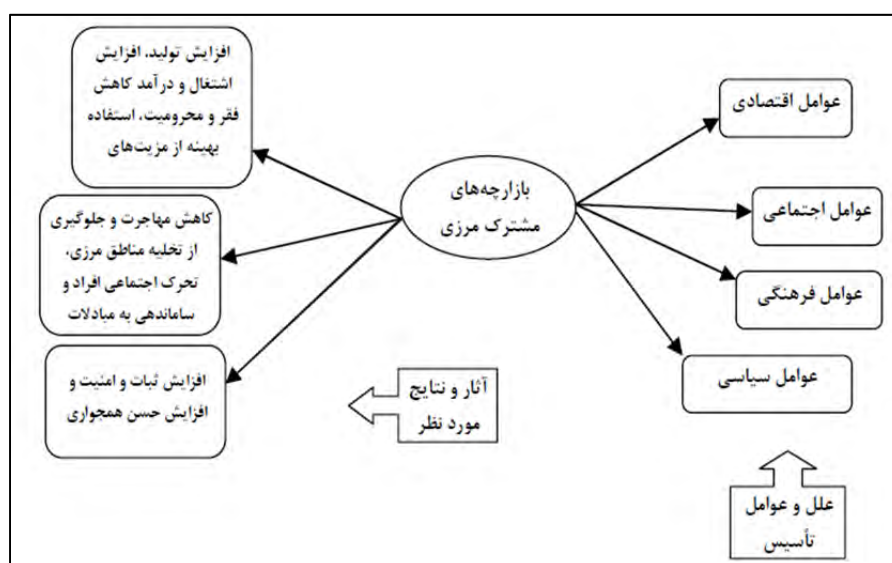 عوامل اقتصادی
عوامل اجتماعی
عوامل فرهنگی
عوامل سیاسی
علل و عوامل
تأسیس
بازارچه‌های
مشترک مرزی
آثار و نتایج
مورد نظر
افزایش تولید، افزایش
اشتغال و درآمد کاهش
فقر و محرومیت، استفاده
بهینه از مزیت‌های
کاهش مهاجرت و جلوگیری
از تخلیه مناطق مرزی،
تحرک اجتماعی افراد و
ساماندهی به مبادلات
افزایش ثبات و امنیت و
افزایش حسن همجواری